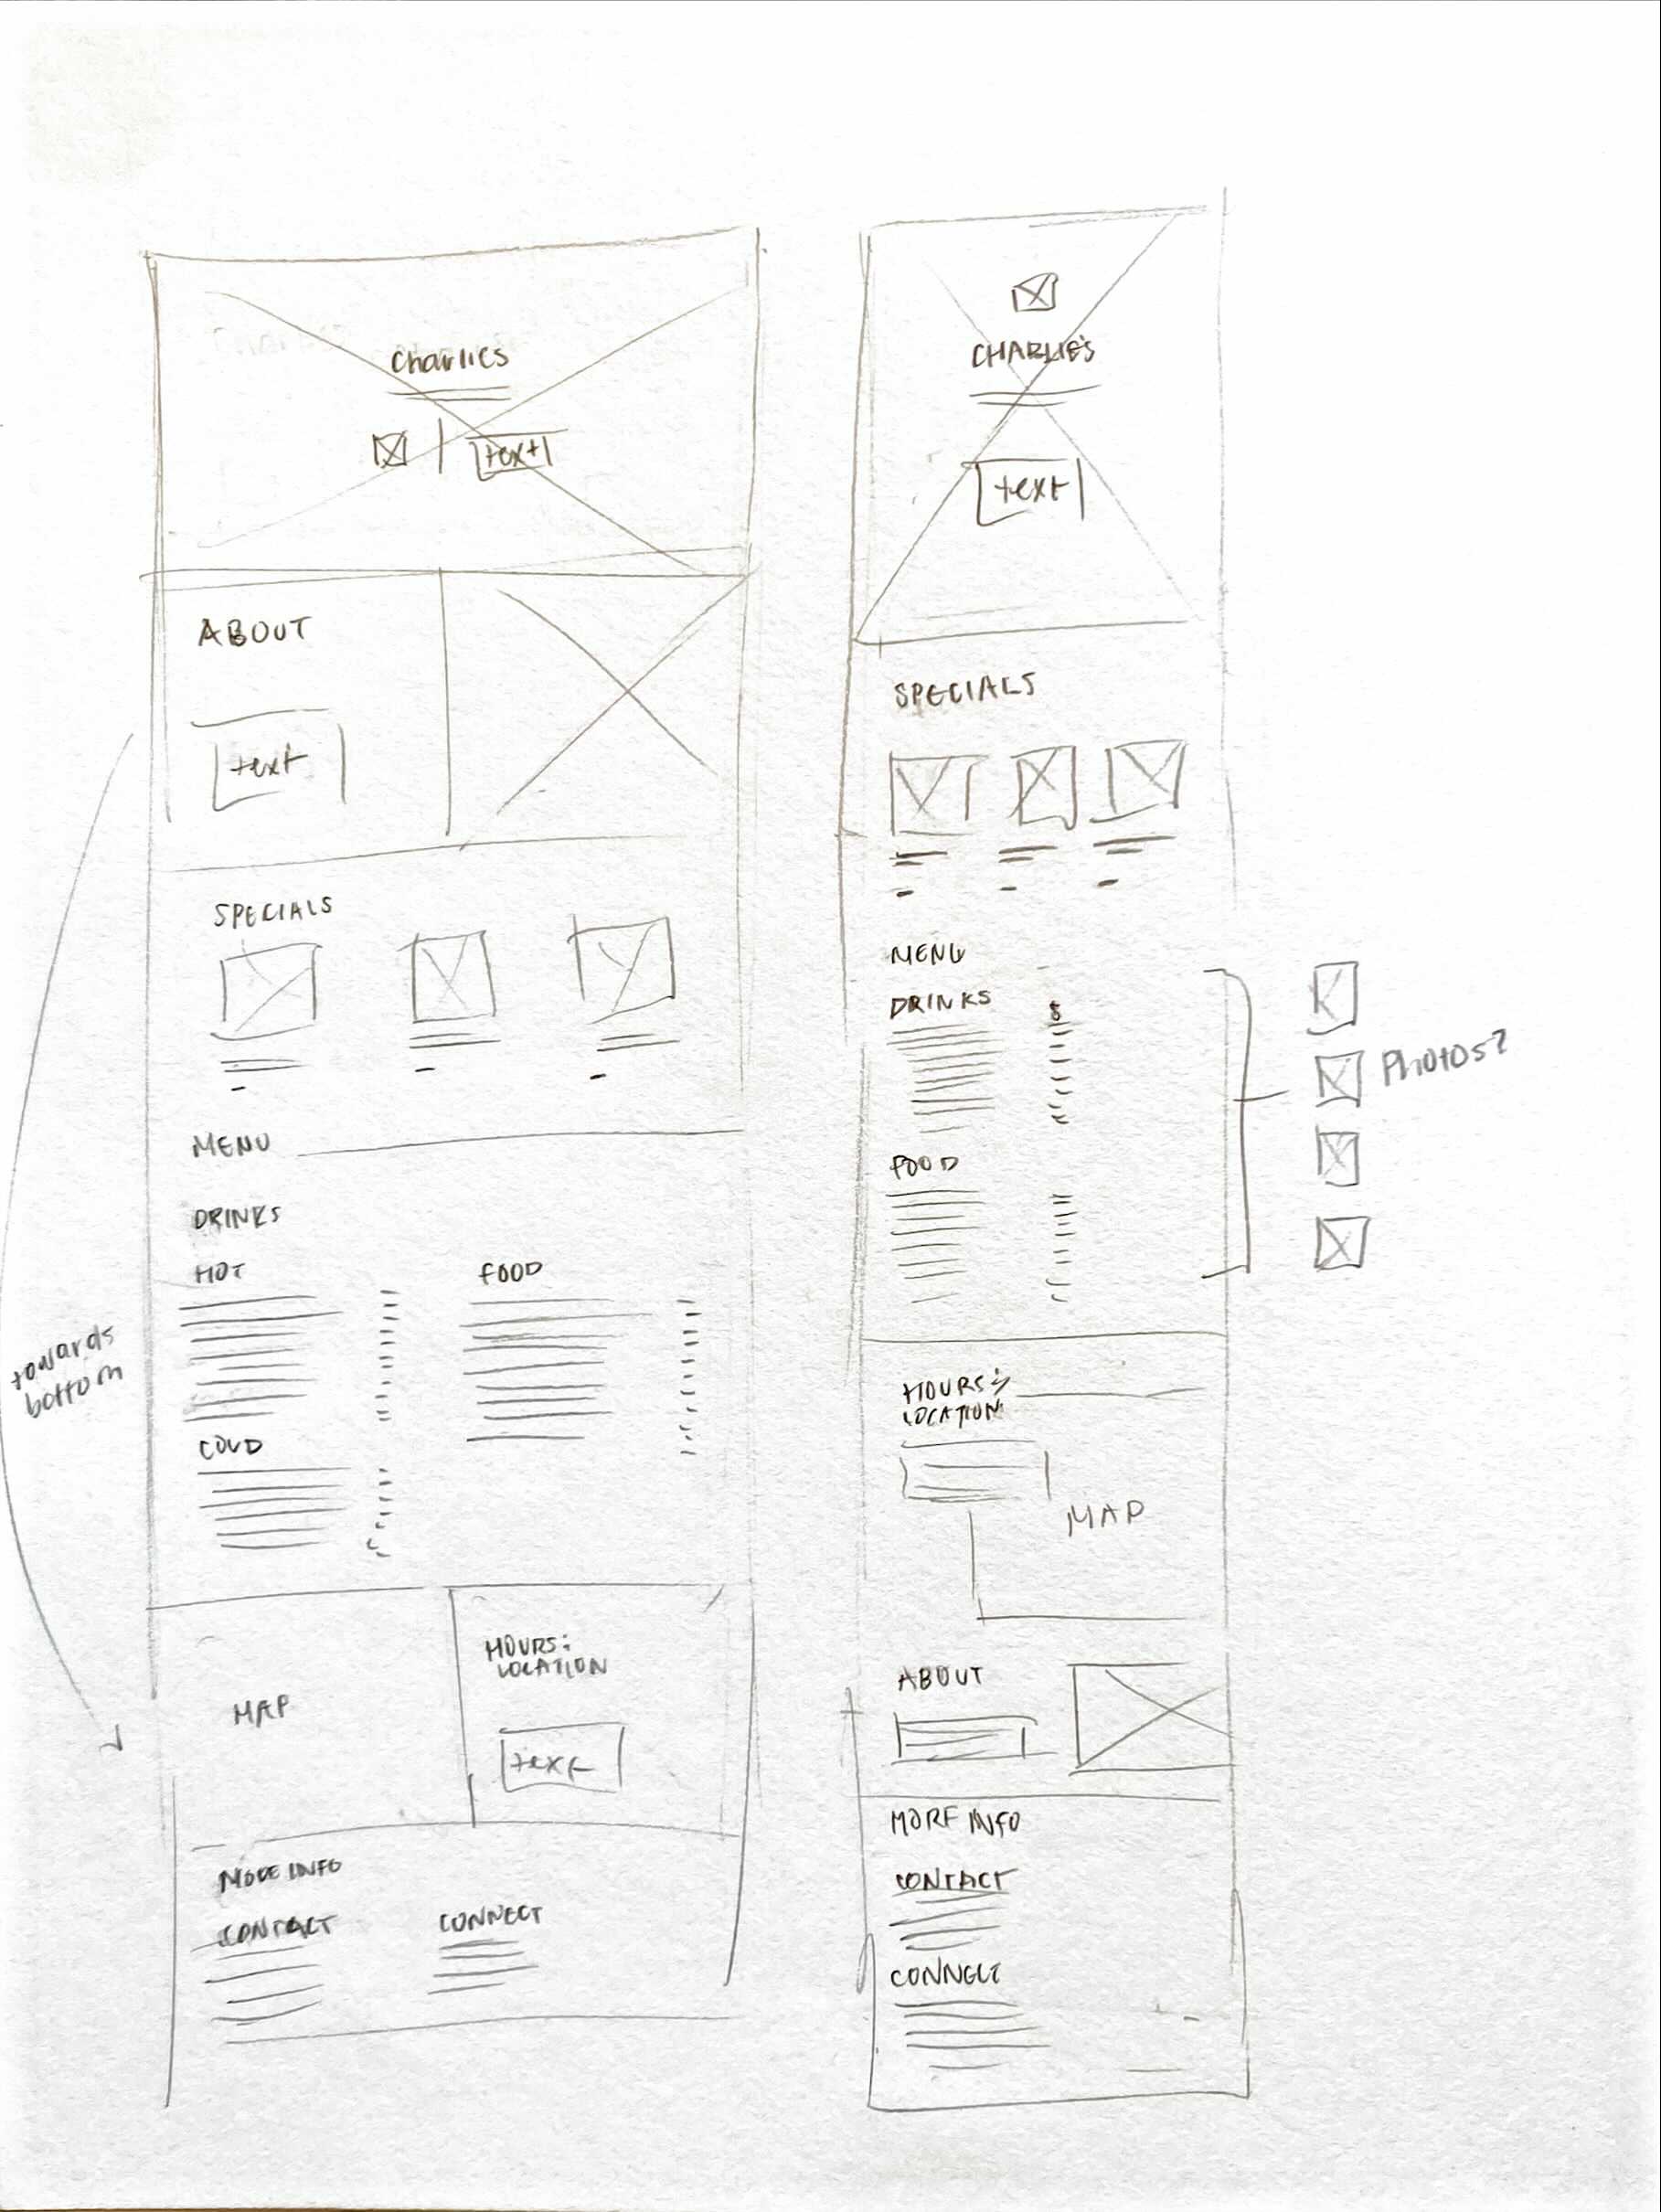 Charlies
text
ABOUT
text
SPECIALS
MENU
DRINKS
HOT
FOOD
COLD
MAP
HOURS:
LOCATION
text
MORE INFO
CONTACT
CONNECT
towards
bottom
CHARLIE'S
text
SPECIALS
MENU
DRINKS
$
FOOD
Photos?
HOURS:
LOCATION
MAP
ABOUT
MORE INFO
CONTACT
CONNECT